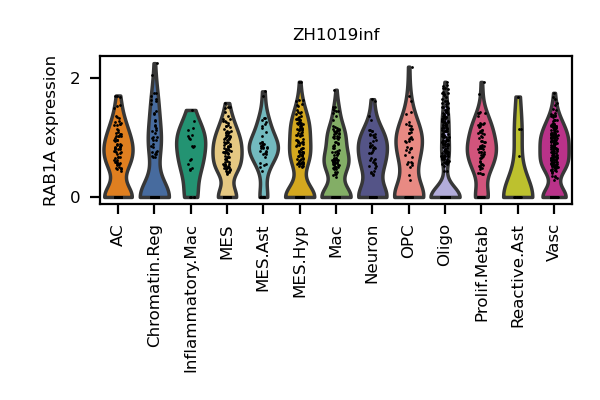 ZH1019inf
RAB1A expression
2
0
AC
Chromatin.Reg
Inflammatory.Mac
MES
MES.Ast
MES.Hyp
Mac
Neuron
OPC
Oligo
Prolif.Metab
Reactive.Ast
Vasc